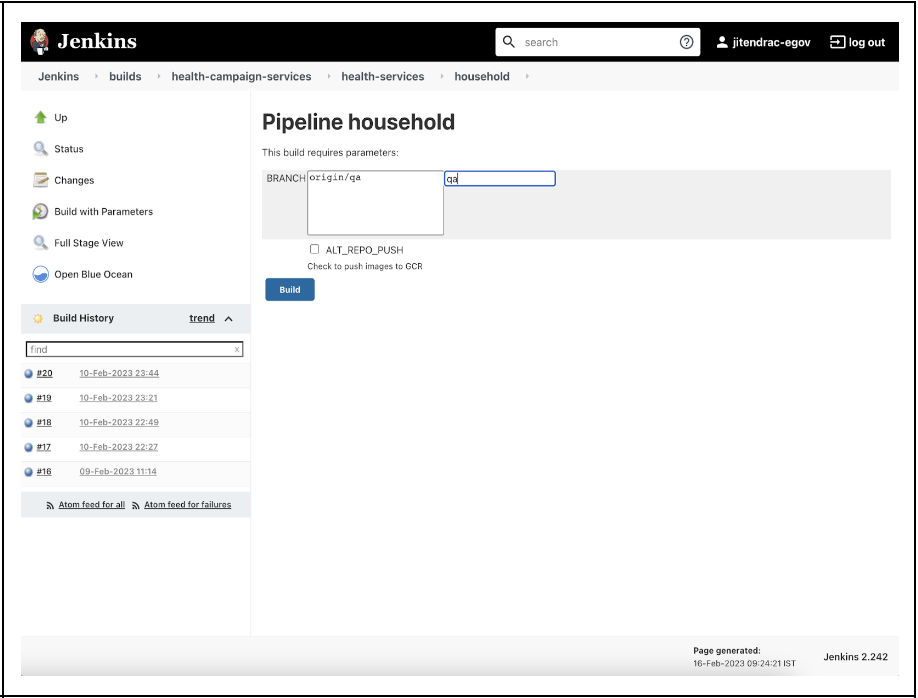 Jenkins
search
jitendrac-egov
log out
Jenkins builds health-campaign-services health-services household
Up
Status
Changes
Build with Parameters
Full Stage View
Open Blue Ocean
Build History trend
find x
#20 10-Feb-2023 23:44
#19 10-Feb-2023 23:21
#18 10-Feb-2023 22:49
#17 10-Feb-2023 22:27
#16 09-Feb-2023 11:14
Atom feed for all Atom feed for failures
Pipeline household
This build requires parameters:
BRANCH origin/qa qa
ALT_REPO_PUSH
Check to push images to GCR
Build
Page generated:
16-Feb-2023 09:24:21 IST
Jenkins 2.242